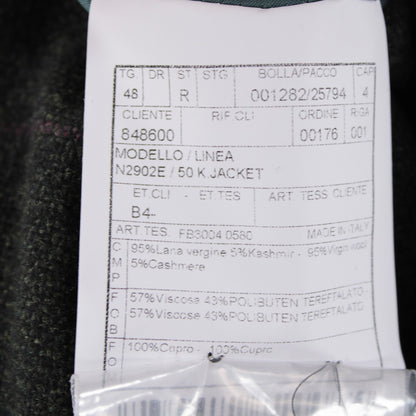 TG. DR ST STG BOLLA/PACCO CAP
48 R 001282/25794 4
CLIENTE RIF CLI ORDINE RIGA
848600 00176 001
MODELLO / LINEA
N2902E / 50 K.JACKET
ET.CLI - ET.TES ART TESS CLIENTE
B4-
ART.TES. FB3004 0580 MADE IN ITALY
C 95%Lana vergine 5%Kashmir - 95%Virgin wool
M 5%Cashmere
P
F 57%Viscosa 43%POLIBUTEN TEREFTALATO -
O 57%Viscose 43%POLIBUTEN TEREFTALATO
B
F 100%Cupro - 100%Cupro
O